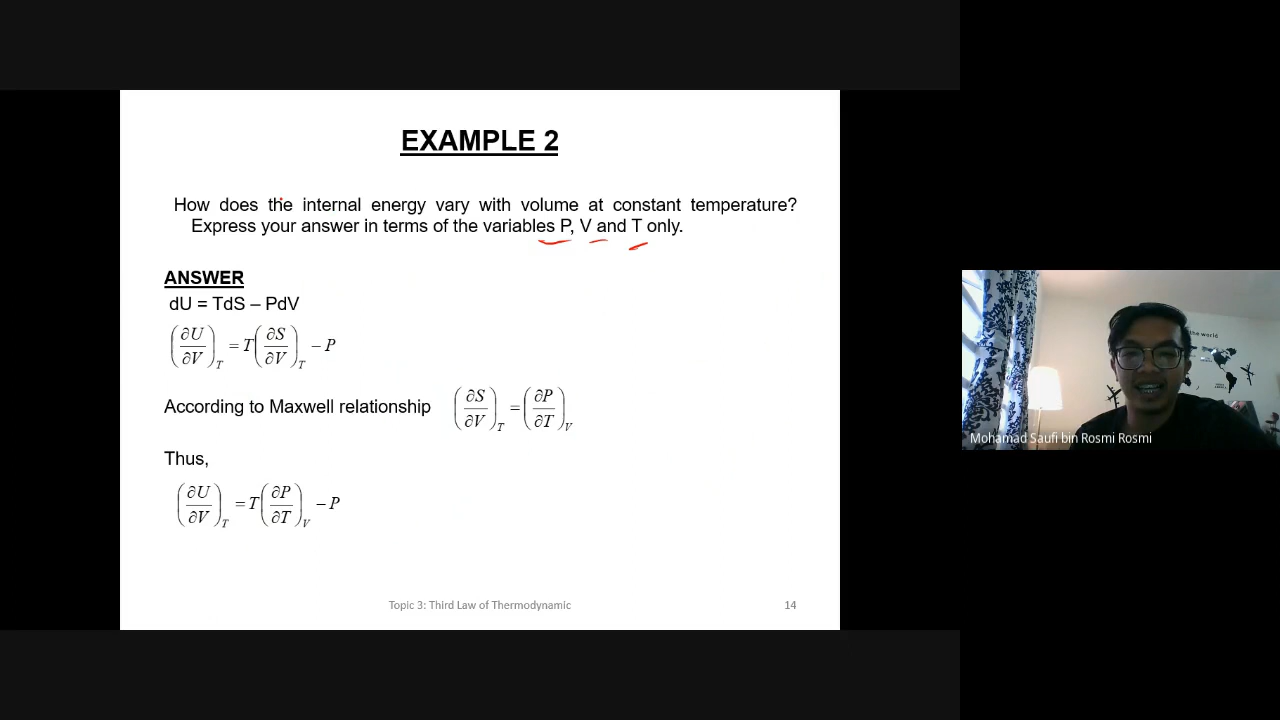 EXAMPLE 2
How does the internal energy vary with volume at constant temperature?
Express your answer in terms of the variables P, V and T only.
ANSWER
dU = TdS – PdV
(∂U/∂V)_T = T(∂S/∂V)_T – P
According to Maxwell relationship (∂S/∂V)_T = (∂P/∂T)_V
Thus,
(∂U/∂V)_T = T(∂P/∂T)_V – P
Topic 3: Third Law of Thermodynamic 14
the world
Mohamad Saufi bin Rosmi Rosmi